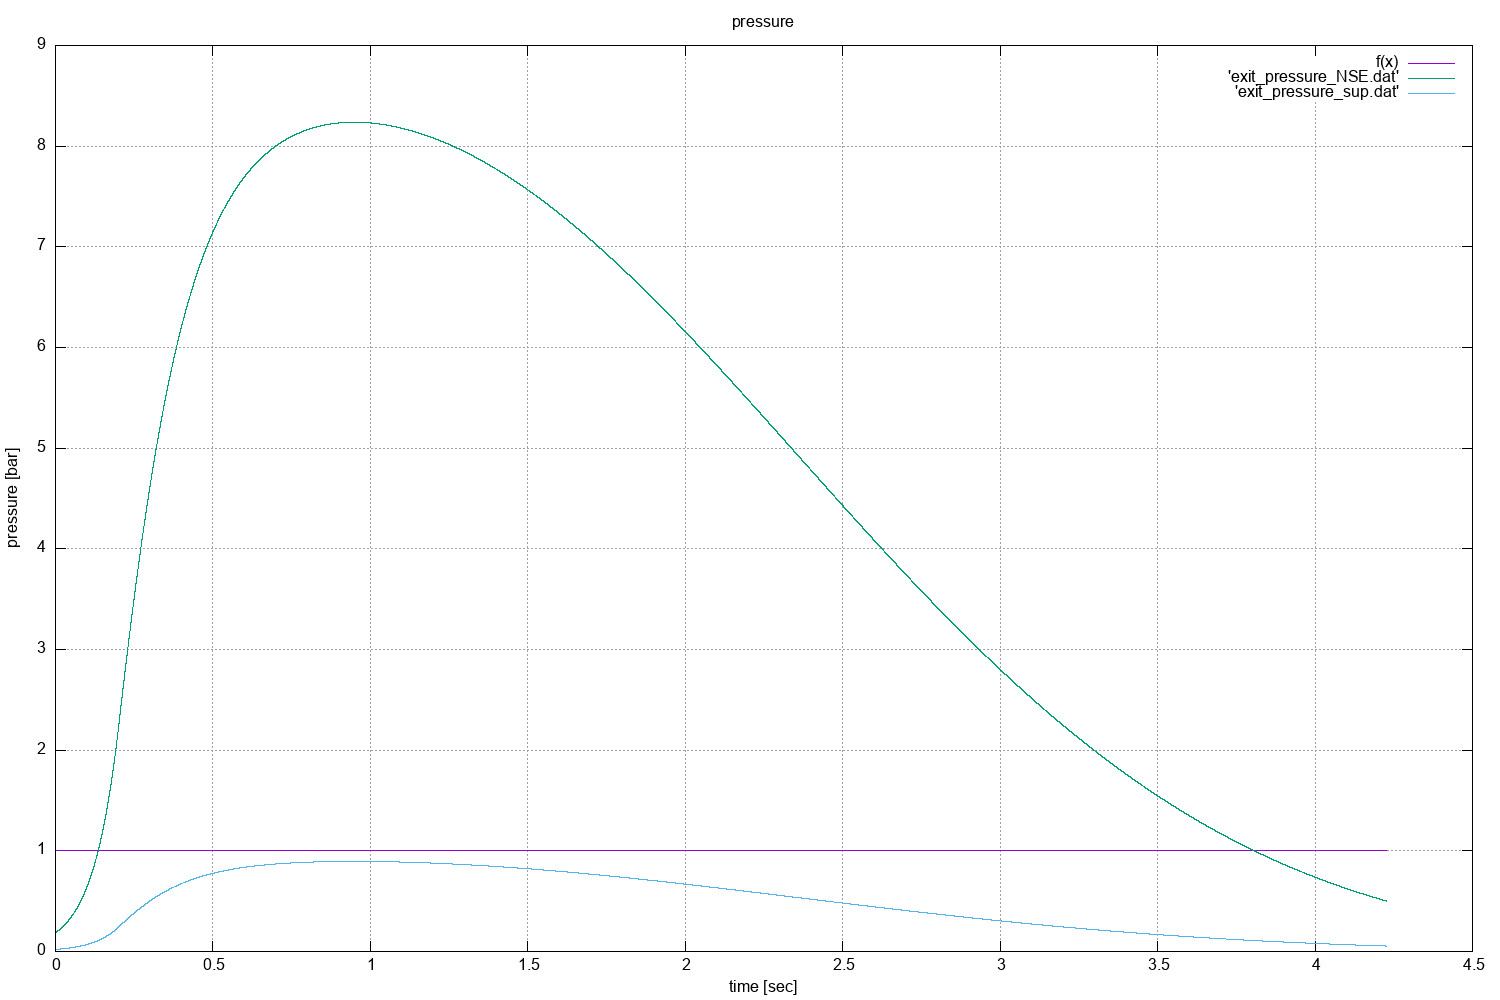 pressure
9
8
7
6
5
4
3
2
1
0
pressure [bar]
f(x)
'exit_pressure_NSE.dat'
'exit_pressure_sup.dat'
0 0.5 1 1.5 2 2.5 3 3.5 4 4.5
time [sec]